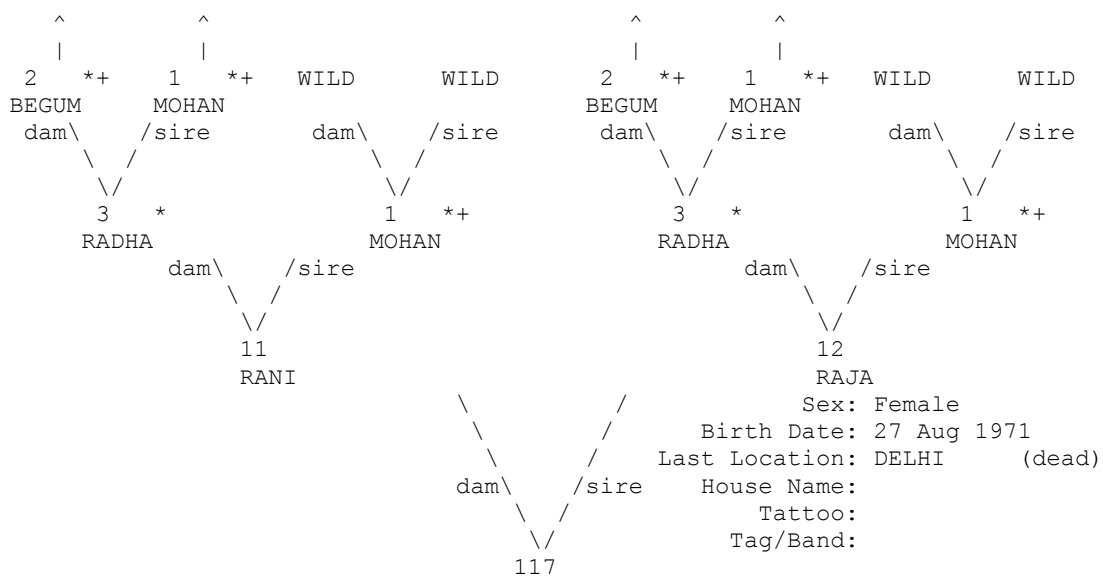 ^ ^ ^ ^
| | | |
2 *+ 1 *+ WILD WILD 2 *+ 1 *+ WILD WILD
BEGUM MOHAN BEGUM MOHAN
dam\ /sire dam\ /sire dam\ /sire dam\ /sire
\ / \ / \ / \ /
\/ \/ \/ \/
3 * 1 *+ 3 * 1 *+
RADHA MOHAN RADHA MOHAN
dam\ /sire dam\ /sire
\ / \ /
\/ \/
11 12
RANI RAJA
\ / Sex: Female
\ / Birth Date: 27 Aug 1971
\ / Last Location: DELHI (dead)
dam\ /sire House Name:
\ / Tattoo:
\/ Tag/Band:
117